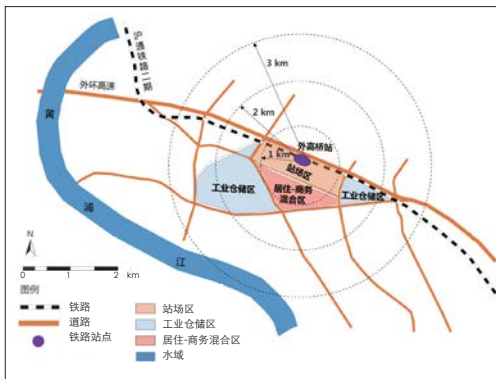 沪通铁路二期
外环高速
3 km
2 km
1 km
外高桥站
站场区
工业仓储区
居住-商务
混合区
工业仓储区
黄
浦
江
N
0 1 2 km
图例
铁路
道路
铁路站点
站场区
工业仓储区
居住-商务混合区
水域